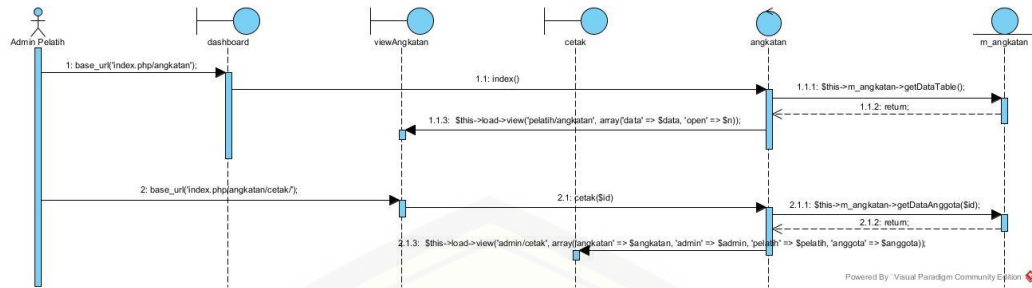 Admin Pelatih
dashboard
viewAngkatan
cetak
angkatan
m_angkatan
1: base_url('index.php/angkatan');
1.1: index()
1.1.1: $this->m_angkatan->getDataTable();
1.1.2: return;
1.1.3: $this->load->view('pelatih/angkatan', array('data' => $data, 'open' => $n));
2: base_url('index.php/angkatan/cetak/');
2.1: cetak($id)
2.1.1: $this->m_angkatan->getDataAnggota($id);
2.1.2: return;
2.1.3: $this->load->view('admin/cetak', array('angkatan' => $angkatan, 'admin' => $admin, 'pelatih' => $pelatih, 'anggota' => $anggota));
Powered By Visual Paradigm Community Edition